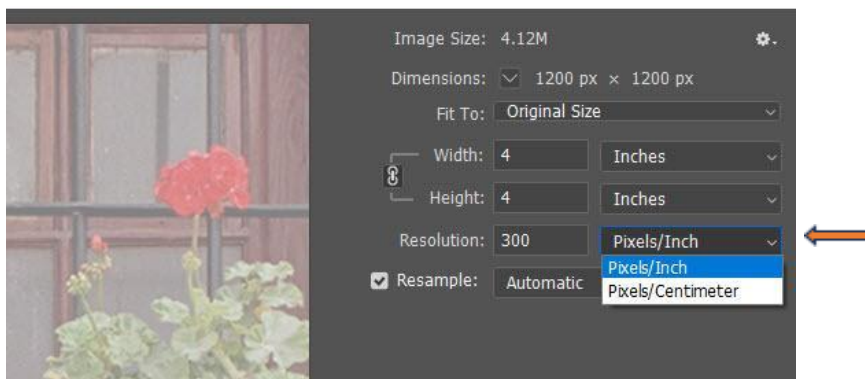 Image Size: 4.12M
Dimensions: 1200 px × 1200 px
Fit To: Original Size
Width: 4 Inches
Height: 4 Inches
Resolution: 300 Pixels/Inch
Pixels/Inch
Resample: Automatic
Pixels/Centimeter